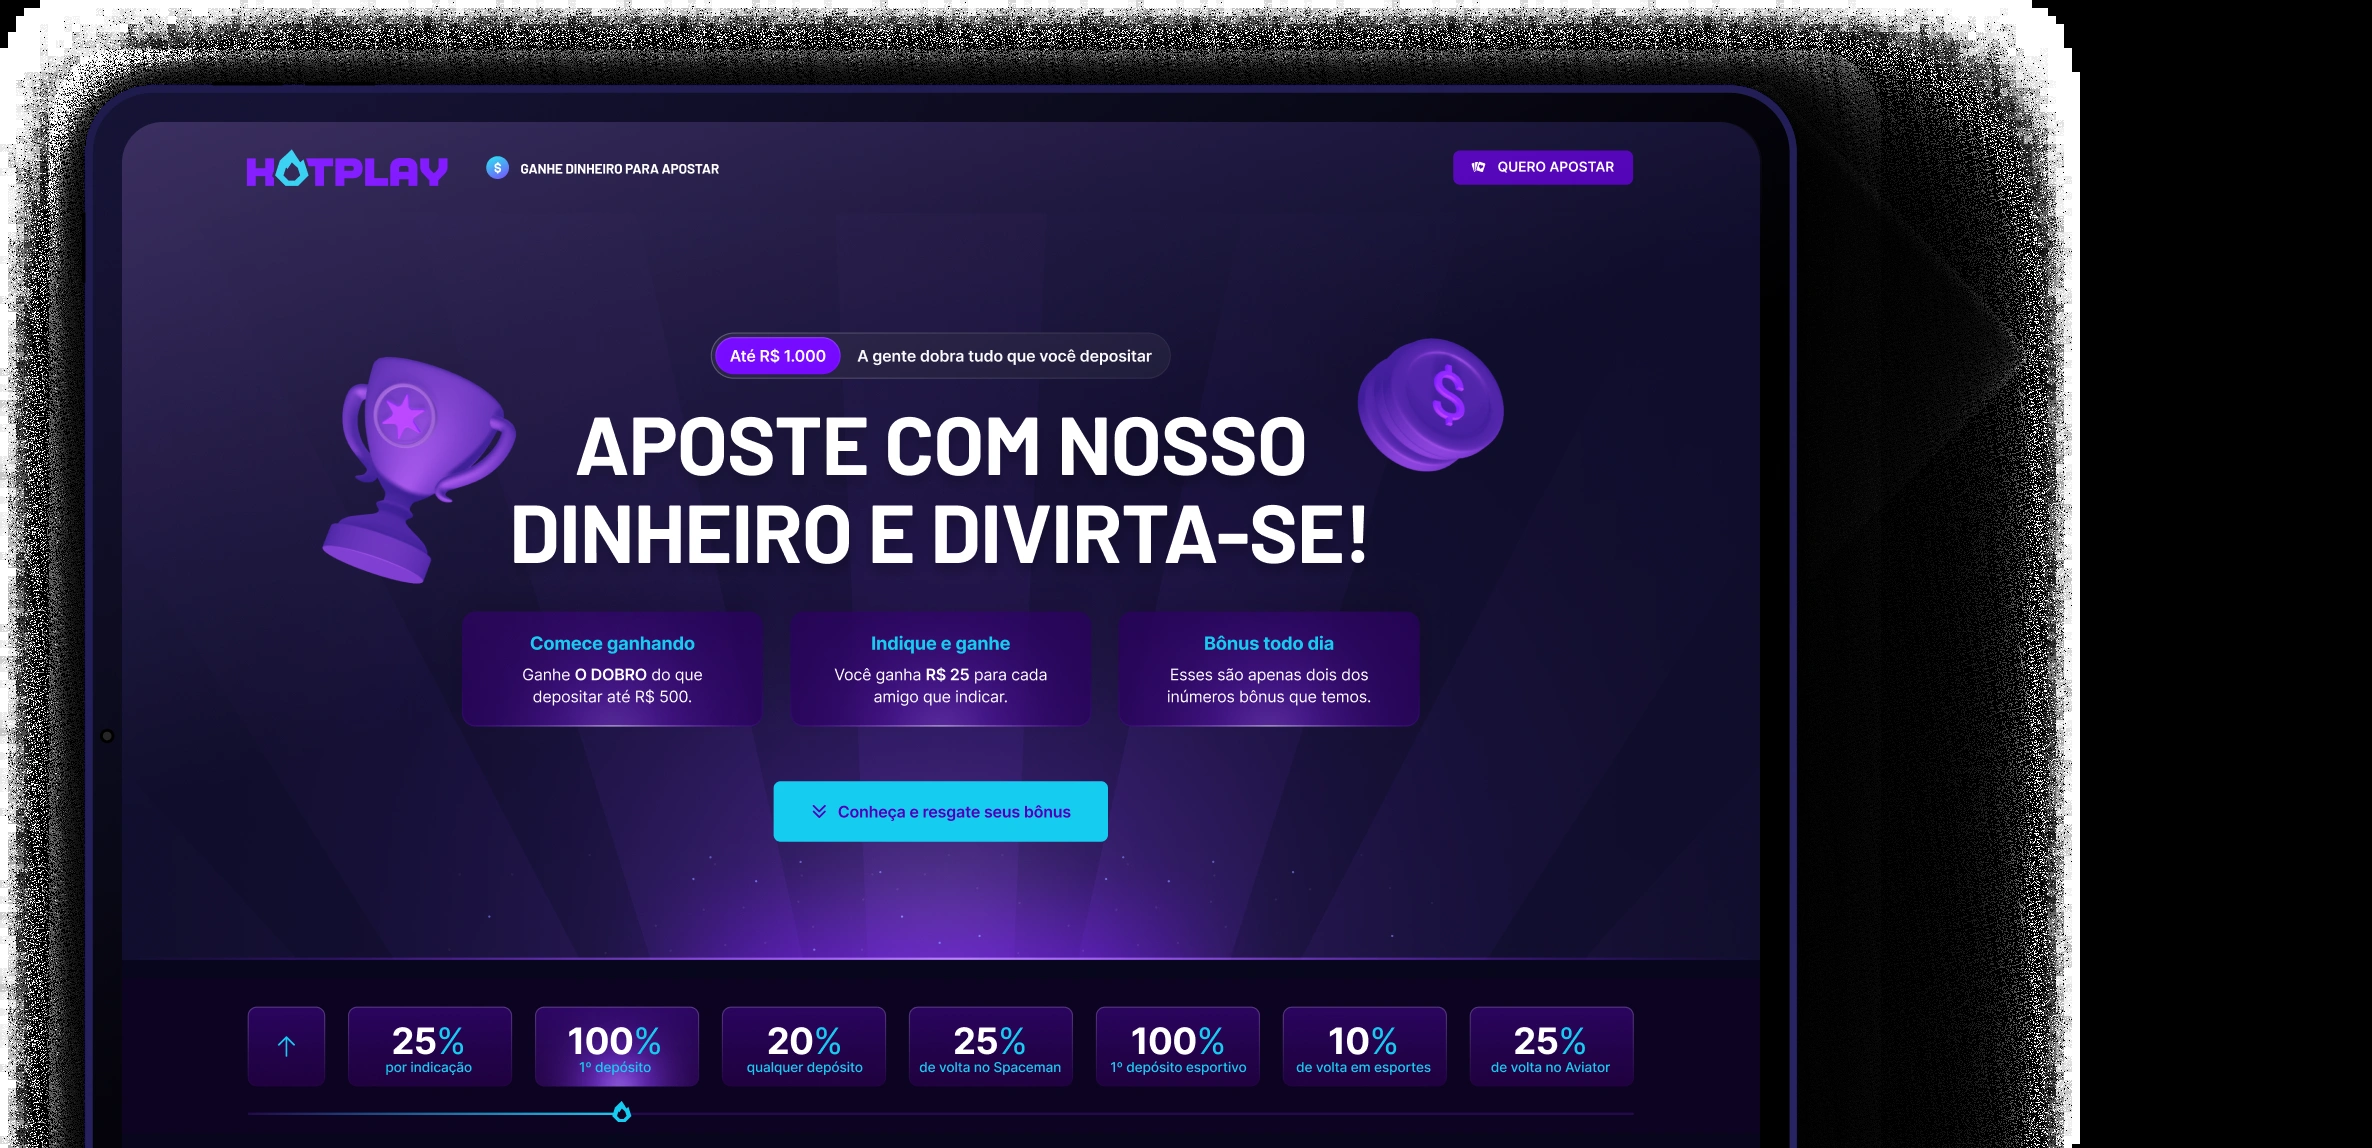 HOTPLAY
GANHE DINHEIRO PARA APOSTAR
QUERO APOSTAR
Até R$ 1.000 A gente dobra tudo que você depositar
APOSTE COM NOSSO
DINHEIRO E DIVIRTA-SE!
Comece ganhando
Ganhe O DOBRO do que
depositar até R$ 500.
Indique e ganhe
Você ganha R$ 25 para cada
amigo que indicar.
Bônus todo dia
Esses são apenas dois dos
inúmeros bônus que temos.
Conheça e resgate seus bônus
25%
por indicação
100%
1º depósito
20%
qualquer depósito
25%
de volta no Spaceman
100%
1º depósito esportivo
10%
de volta em esportes
25%
de volta no Aviator